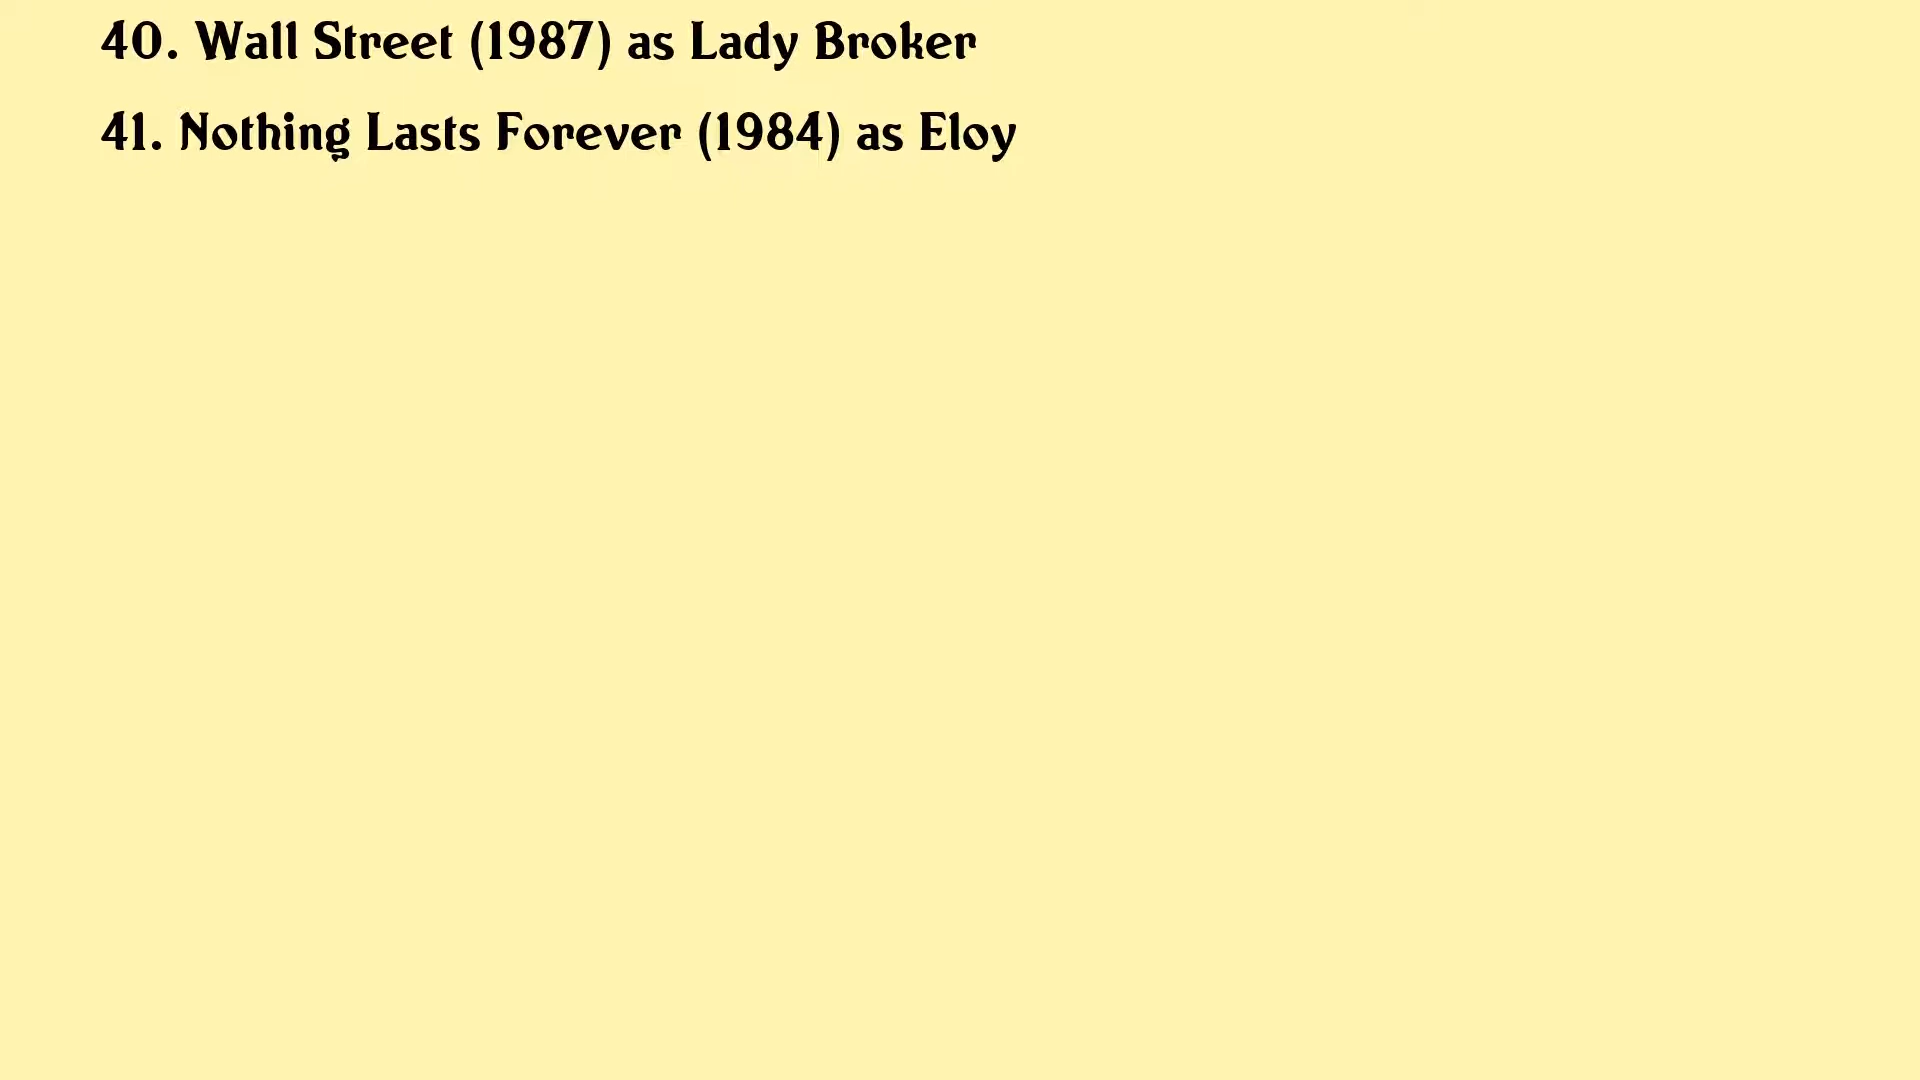 40. Wall Street (1987) as Lady Broker
41. Nothing Lasts Forever (1984) as Eloy